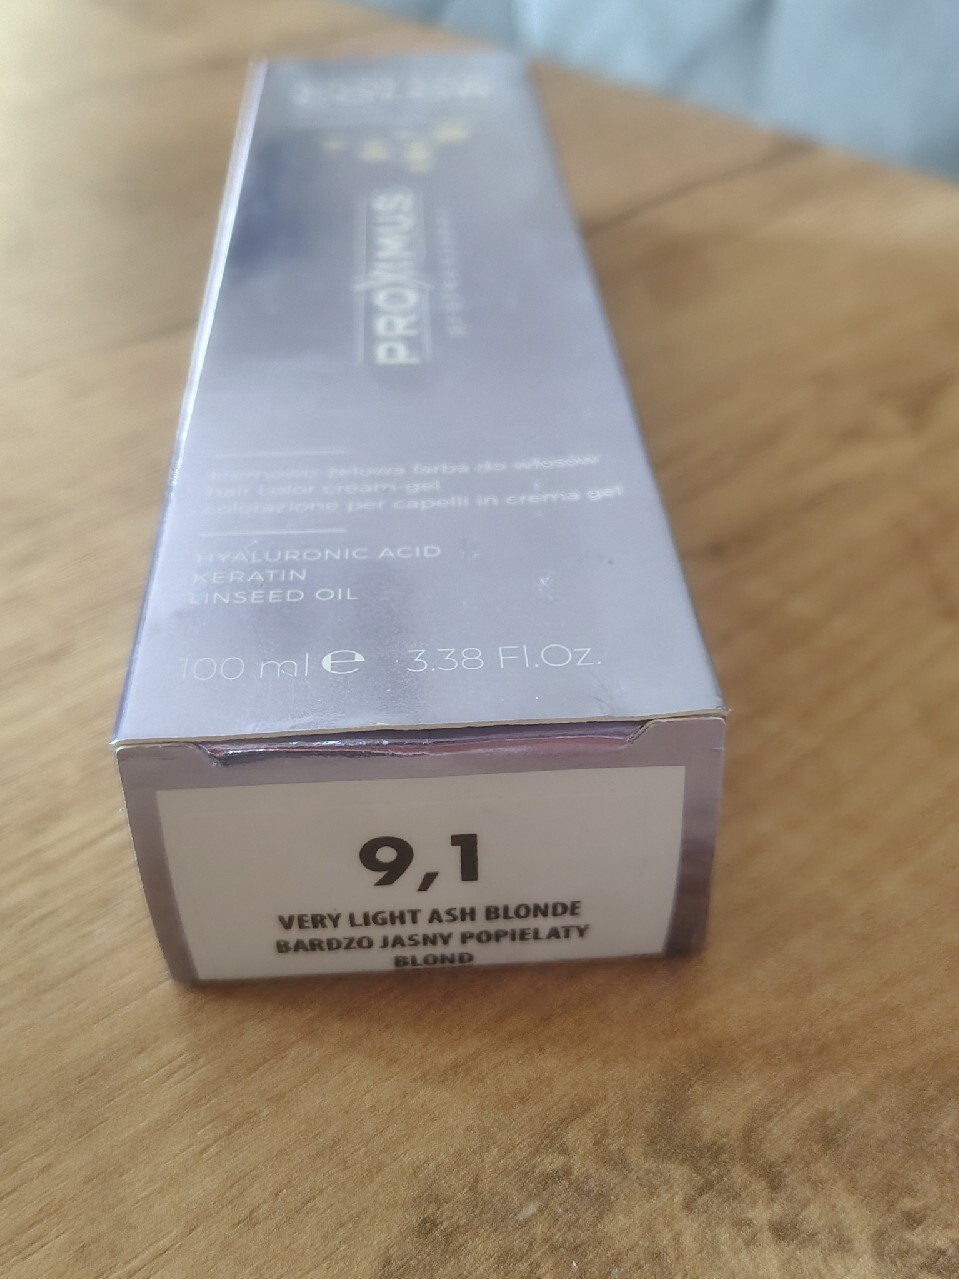 PROXIMUS
professional
kremowo żelowa farba do włosów
hair color cream-gel
colorazione per capelli in crema gel
HYALURONIC ACID
KERATIN
LINSEED OIL
100 ml e 3.38 Fl.Oz.
9,1
VERY LIGHT ASH BLONDE
BARDZO JASNY POPIELATY
BLOND